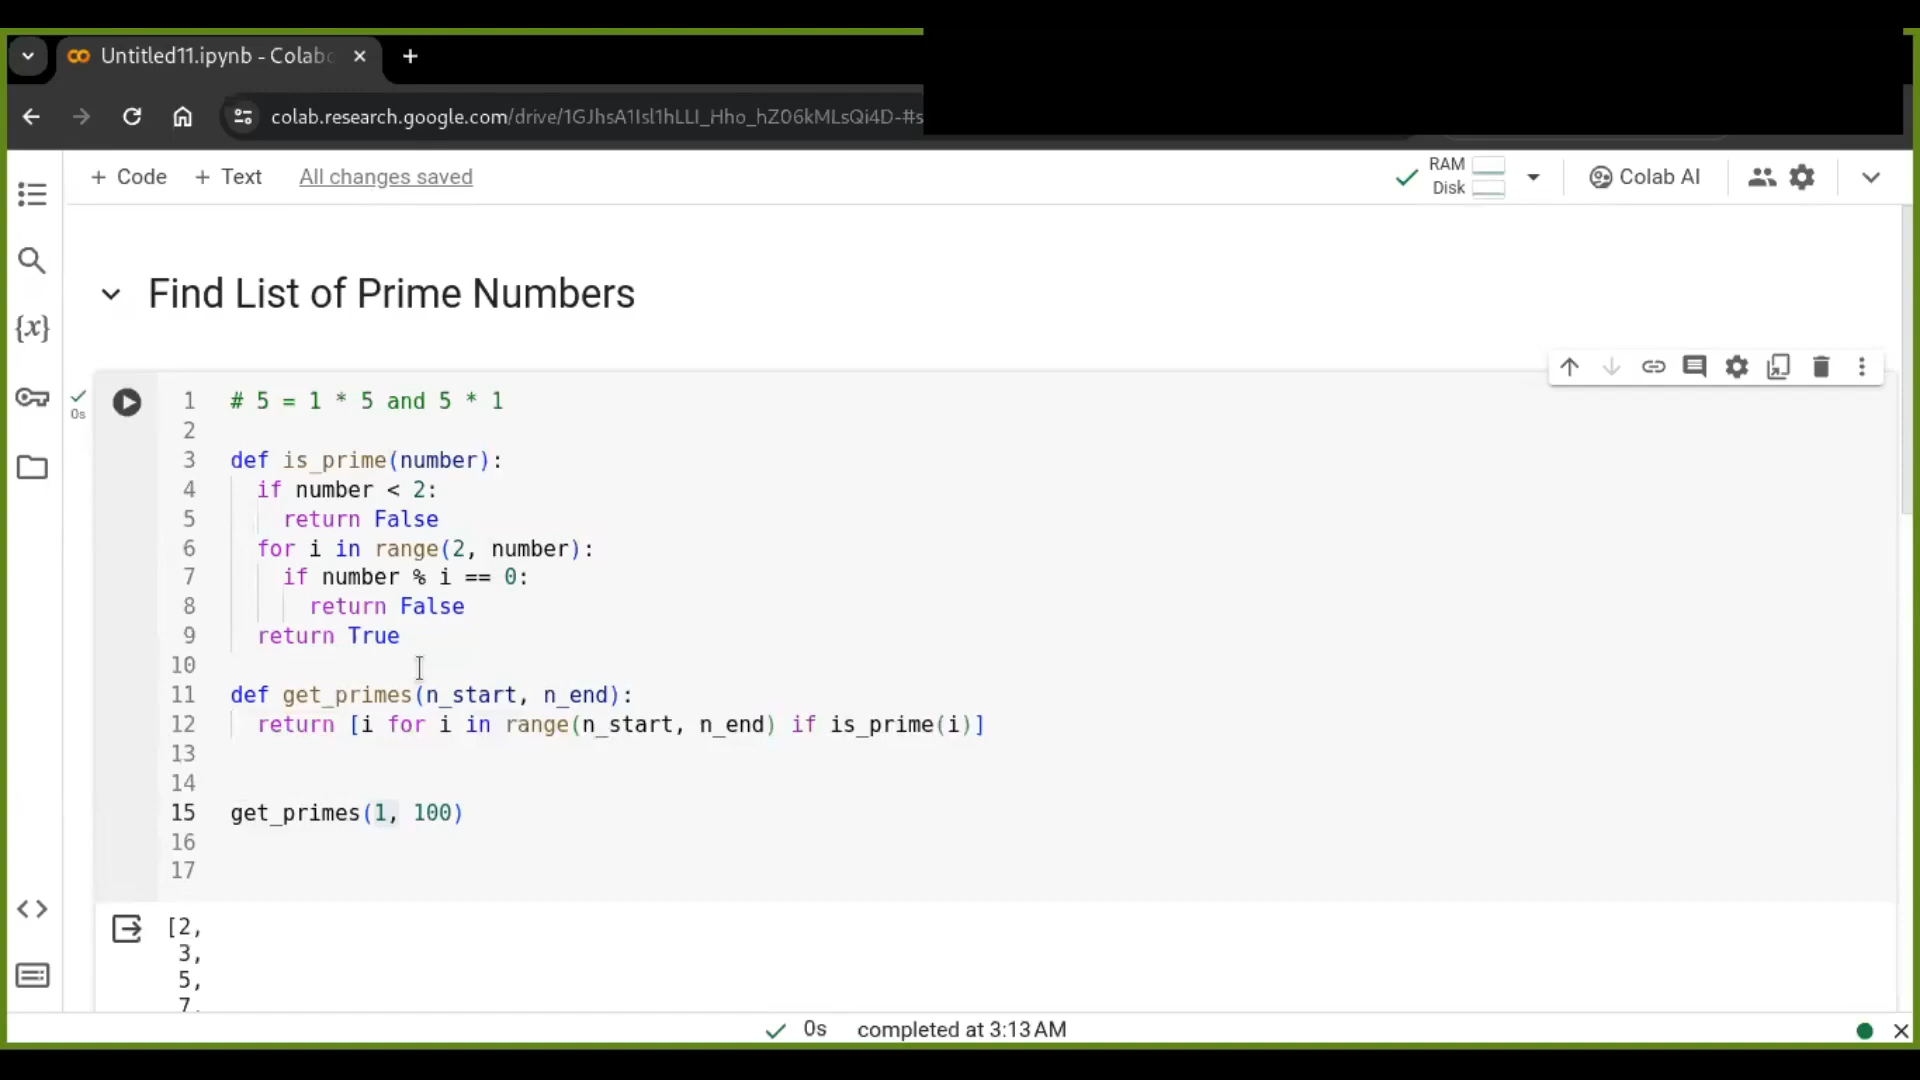 Untitled11.ipynb - Colab
colab.research.google.com/drive/1GJhsA1Isl1hLLI_Hho_hZ06kMLsQi4D-#s
+ Code + Text All changes saved
RAM
Disk
Colab AI
Find List of Prime Numbers
0s
1 # 5 = 1 * 5 and 5 * 1
2
3 def is_prime(number):
4 if number < 2:
5 return False
6 for i in range(2, number):
7 if number % i == 0:
8 return False
9 return True
10
11 def get_primes(n_start, n_end):
12 return [i for i in range(n_start, n_end) if is_prime(i)]
13
14
15 get_primes(1, 100)
16
17
{x}
[2,
3,
5,
7,
0s completed at 3:13 AM